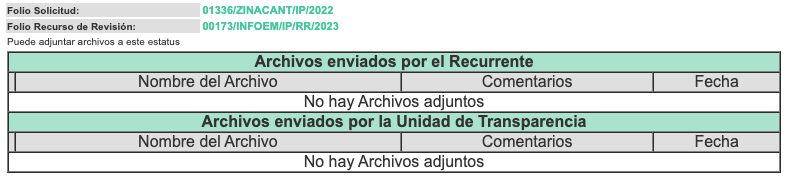 Folio Solicitud: 01336/ZINACANT/IP/2022
Folio Recurso de Revisión: 00173/INFOEM/IP/RR/2023
Puede adjuntar archivos a este estatus
Archivos enviados por el Recurrente
Nombre del Archivo Comentarios Fecha
No hay Archivos adjuntos
Archivos enviados por la Unidad de Transparencia
Nombre del Archivo Comentarios Fecha
No hay Archivos adjuntos